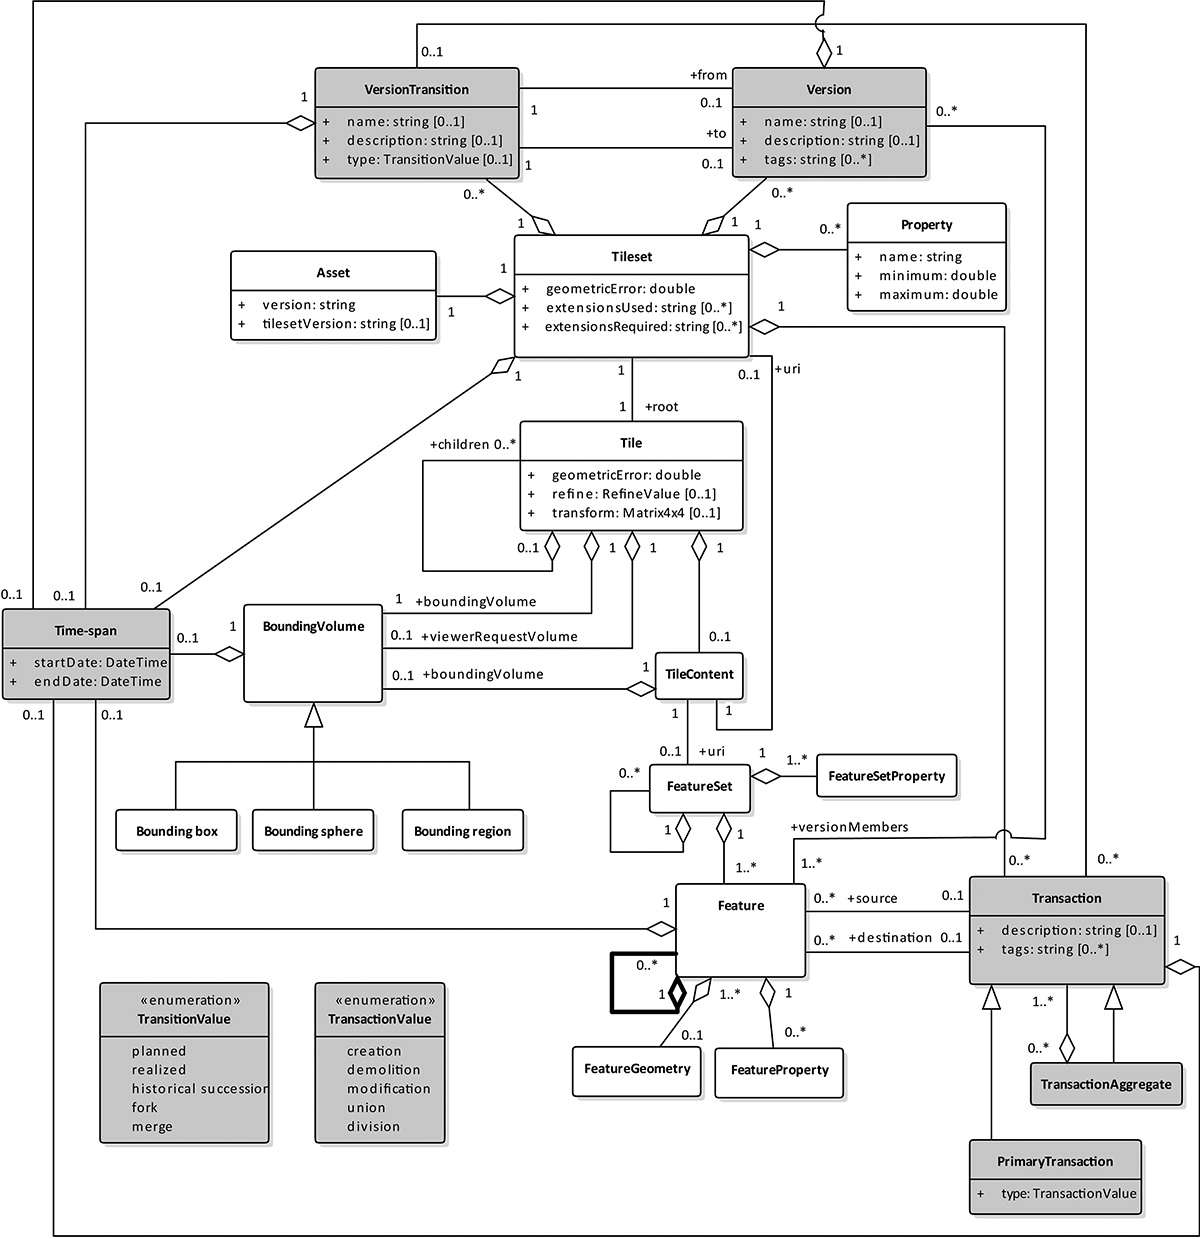 0..1
1
VersionTransition
+ name: string [0..1]
+ description: string [0..1]
+ type: TransitionValue [0..1]
1
+from
0..1
1
+to
1
0..1
Version
+ name: string [0..1]
+ description: string [0..1]
+ tags: string [0..*]
0..*
0..*
1
0..*
1
Property
+ name: string
+ minimum: double
+ maximum: double
1
0..*
Asset
+ version: string
+ tilesetVersion: string [0..1]
1
1
Tileset
+ geometricError: double
+ extensionsUsed: string [0..*]
+ extensionsRequired: string [0..*]
1
1
1
0..1
+uri
1
+root
+children 0..*
Tile
+ geometricError: double
+ refine: RefineValue [0..1]
+ transform: Matrix4x4 [0..1]
0..1
1
1
1
0..1
0..1
0..1
Time-span
+ startDate: DateTime
+ endDate: DateTime
0..1
1
0..1
0..1
BoundingVolume
1
+boundingVolume
0..1
+viewerRequestVolume
0..1
+boundingVolume
1
0..1
TileContent
1
1
0..1
+uri
Bounding box
Bounding sphere
Bounding region
0..*
FeatureSet
1
1..*
FeatureSetProperty
1
1
1..*
+versionMembers
1..*
0..*
0..*
1
Feature
0..*
+source
0..1
0..*
+destination
0..1
Transaction
+ description: string [0..1]
+ tags: string [0..*]
1
0..*
1
1..*
1
0..1
0..*
FeatureGeometry
FeatureProperty
1..*
0..*
TransactionAggregate
PrimaryTransaction
+ type: TransactionValue
«enumeration»
TransitionValue
planned
realized
historical succession
fork
merge
«enumeration»
TransactionValue
creation
demolition
modification
union
division